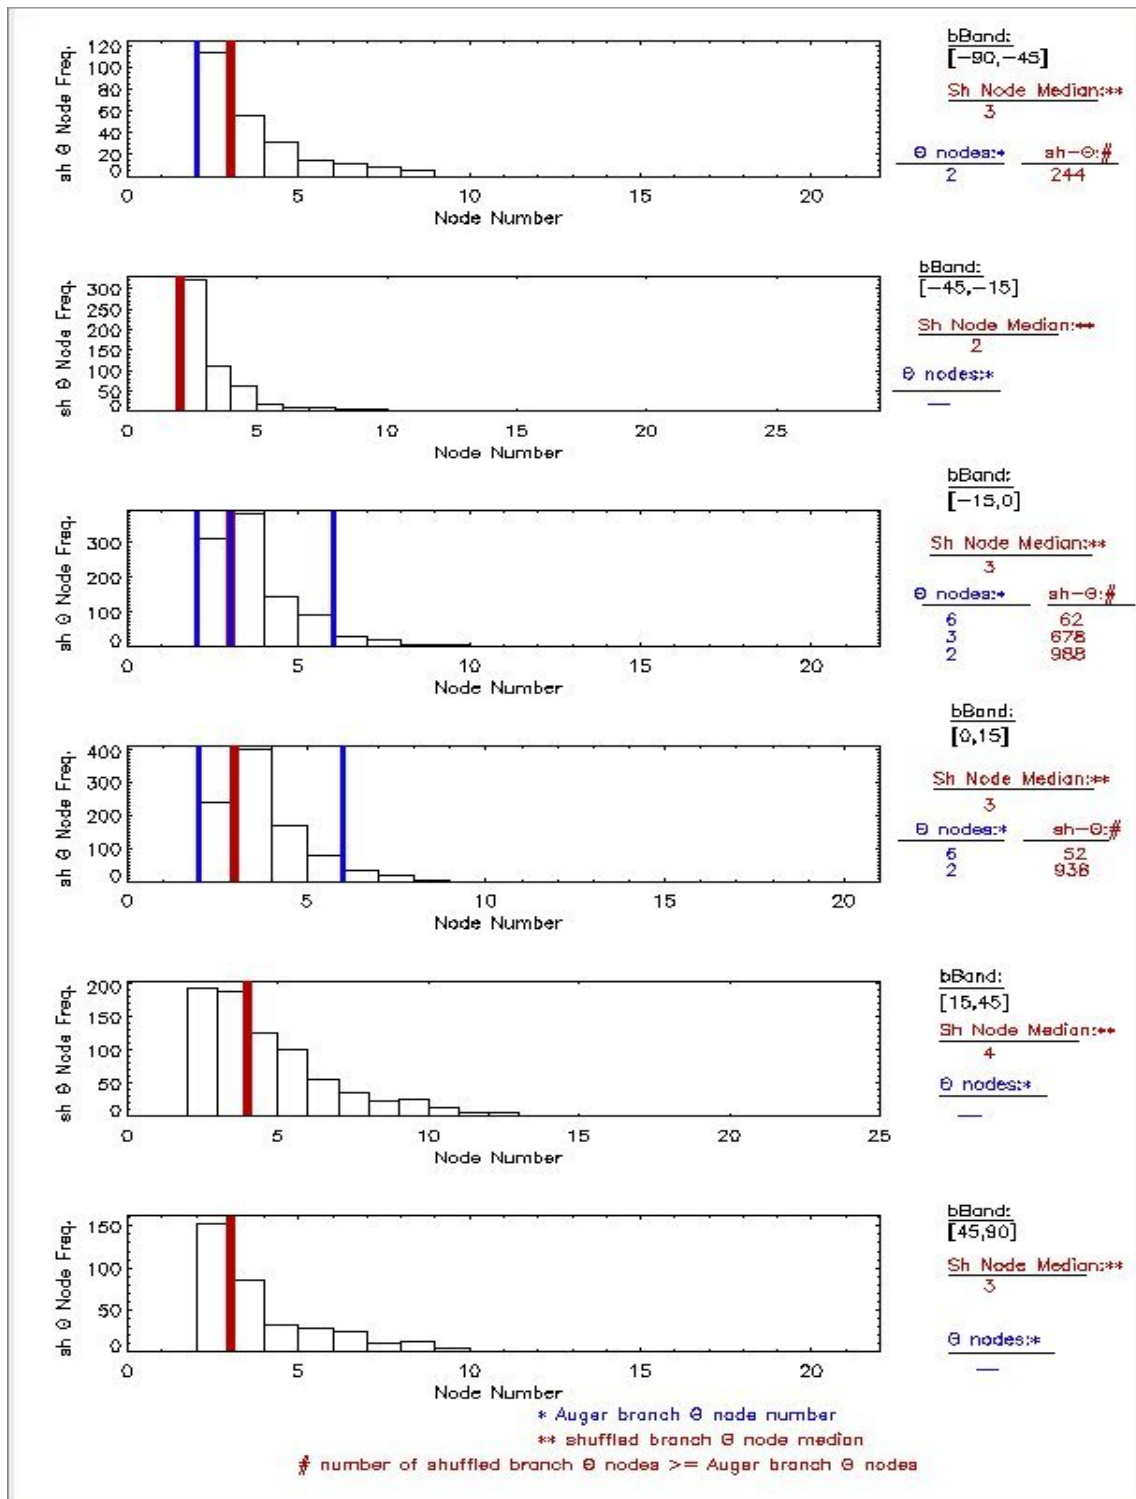 sh Θ Node Freq.
120
100
80
60
40
20
0
0 5 10 15 20
Node Number
bBand:
[−90,−45]
Sh Node Median:**
3
Θ nodes:* sh−Θ:#
2 244
sh Θ Node Freq.
300
250
200
150
100
50
0
0 5 10 15 20 25
Node Number
bBand:
[−45,−15]
Sh Node Median:**
2
Θ nodes:*
—
sh Θ Node Freq.
300
200
100
0
0 5 10 15 20
Node Number
bBand:
[−15,0]
Sh Node Median:**
3
Θ nodes:* sh−Θ:#
6 62
3 678
2 988
sh Θ Node Freq.
400
300
200
100
0
0 5 10 15 20
Node Number
bBand:
[0,15]
Sh Node Median:**
3
Θ nodes:* sh−Θ:#
6 52
2 938
sh Θ Node Freq.
200
150
100
50
0
0 5 10 15 20 25
Node Number
bBand:
[15,45]
Sh Node Median:**
4
Θ nodes:*
—
sh Θ Node Freq.
150
100
50
0
0 5 10 15 20
Node Number
bBand:
[45,90]
Sh Node Median:**
3
Θ nodes:*
—
* Auger branch Θ node number
** shuffled branch Θ node median
# number of shuffled branch Θ nodes >= Auger branch Θ nodes